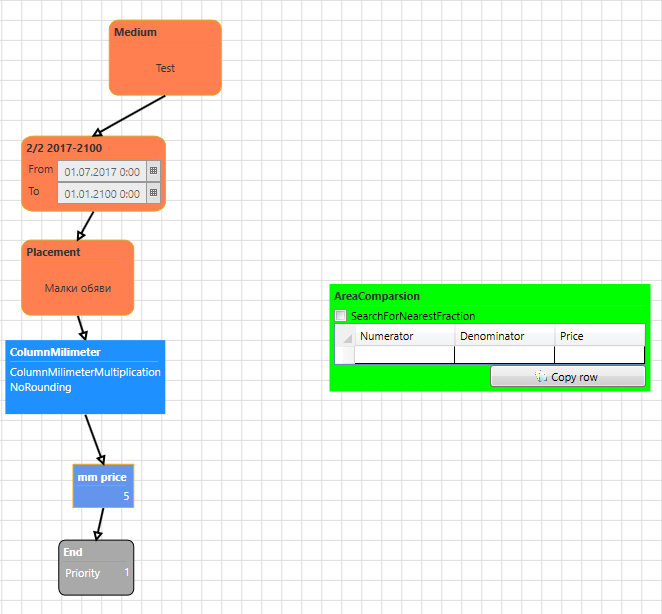 Medium
Test
2/2 2017-2100
From 01.07.2017 0:00
To 01.01.2100 0:00
Placement
Малки обяви
ColumnMilimeter
ColumnMilimeterMultiplication
NoRounding
mm price
5
End
Priority 1
AreaComparsion
SearchForNearestFraction
Numerator Denominator Price
Copy row